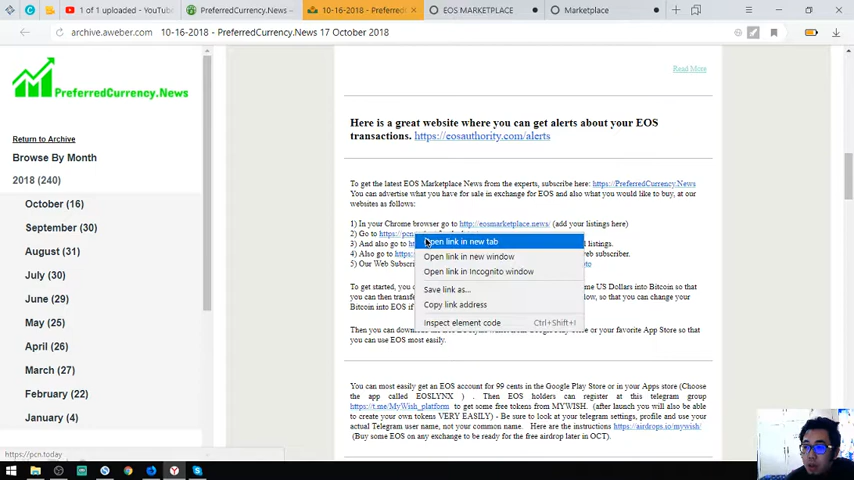 1 of 1 uploaded - YouTub
PreferredCurrency.News -
10-16-2018 - PreferredC
EOS MARKETPLACE
Marketplace
archive.aweber.com
10-16-2018 - PreferredCurrency.News 17 October 2018
PreferredCurrency.News
Return to Archive
Browse By Month
2018 (240)
October (16)
September (30)
August (31)
July (30)
June (29)
May (25)
April (26)
March (27)
February (22)
January (4)
https://pcn.today
Read More
Here is a great website where you can get alerts about your EOS
transactions. https://eosauthority.com/alerts
To get the latest EOS Marketplace News from the experts, subscribe here: https://PreferredCurrency.News
You can advertise what you have for sale in exchange for EOS and also what you would like to buy, at our
websites as follows:
1) In your Chrome browser go to http://eosmarketplace.news/ (add your listings here)
2) Go to https://pcn
3) And also go to listings.
4) Also go to https: web subscriber.
5) Our Web Subscri
To get started, you me US Dollars into Bitcoin so
that you can then transfe low, so that you can change your
Bitcoin into EOS if
Open link in new tab
Open link in new window
Open link in Incognito window
Save link as...
Copy link address
Inspect element code Ctrl+Shift+I
Then you can download or your favorite App Store so
that you can use EOS most easily.
You can most easily get an EOS account for 99 cents in the Google Play Store or in your Apps store (Choose
the app called EOSLYNX ) . Then EOS holders can register at this telegram group
https://t.me/MyWish_platform to get some free tokens from MYWISH. (after launch you will also be able
to create your own tokens VERY EASILY) - Be sure to look at your telegram settings, profile and use your
actual Telegram user name, not your common name. Here are the instructions https://airdrops.io/mywish/
(Buy some EOS on any exchange to be ready for the free airdrop later in OCT).